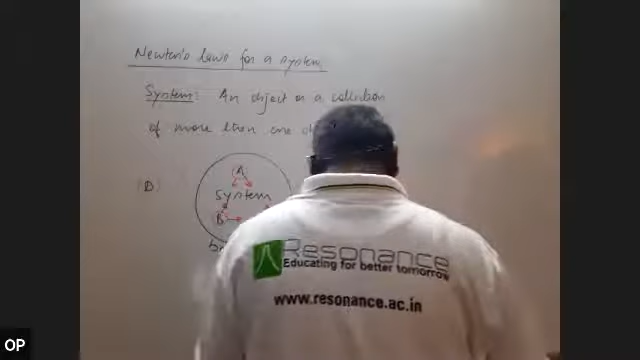 Newton's laws for a system
System: An object or a collection
of more than one
(D)
A
System
B
Resonance
Educating for better tomorrow
www.resonance.ac.in
OP